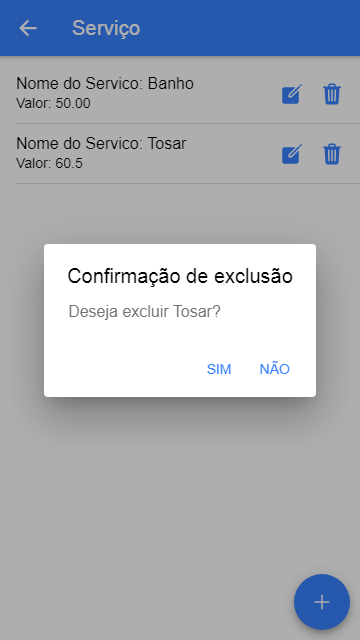 Serviço
Nome do Servico: Banho
Valor: 50.00
Nome do Servico: Tosar
Valor: 60.5
Confirmação de exclusão
Deseja excluir Tosar?
SIM NÃO